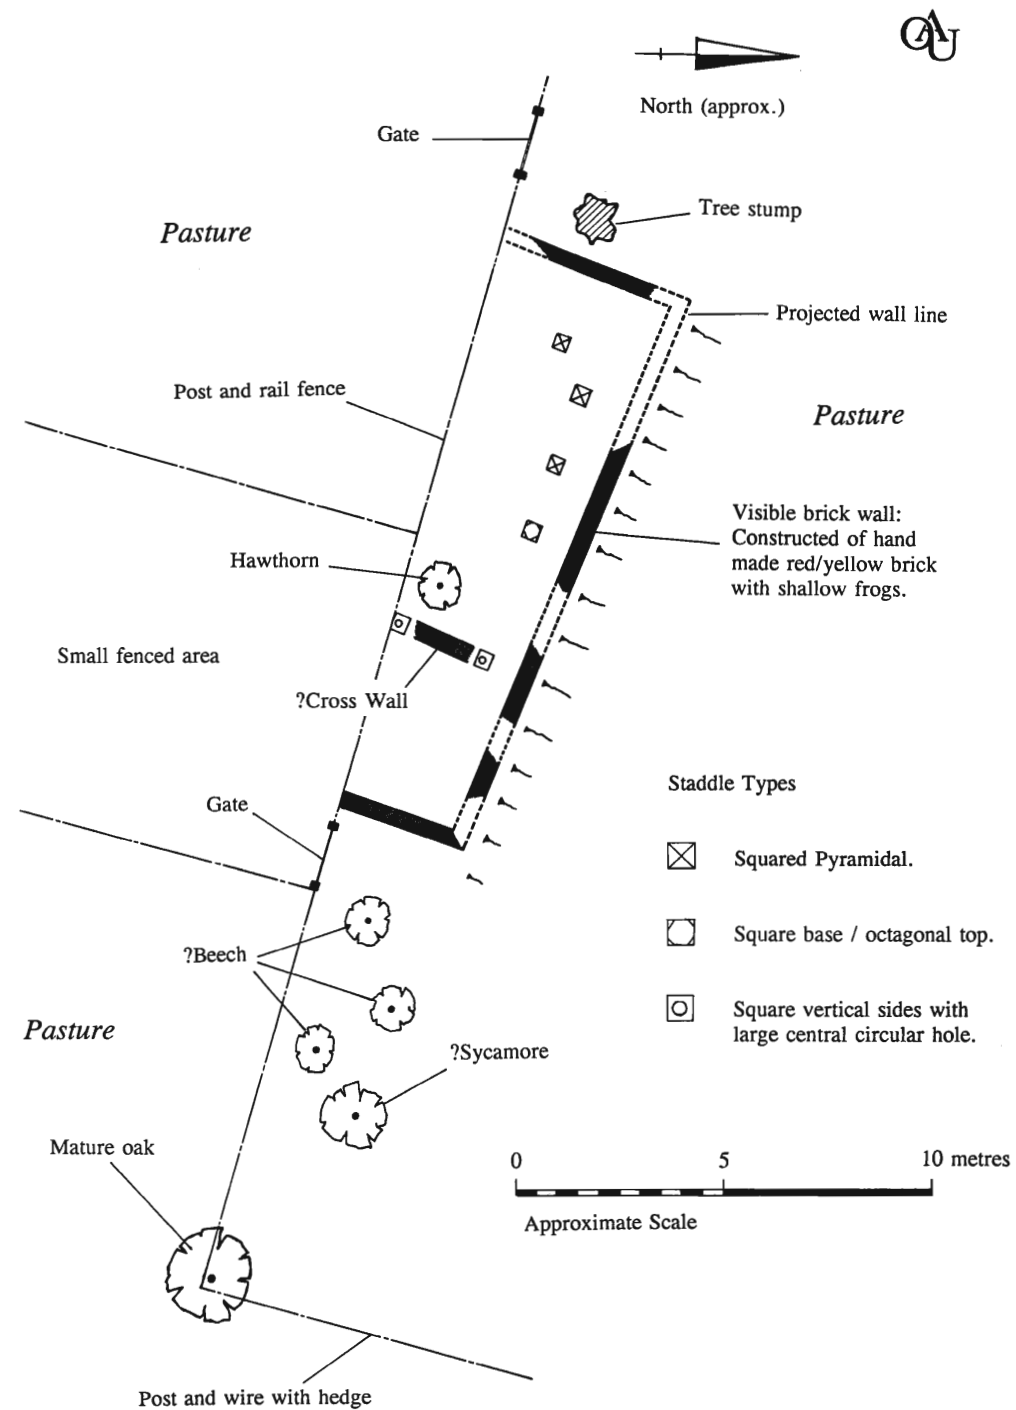 OAU
North (approx.)
Gate
Tree stump
Pasture
Projected wall line
Post and rail fence
Pasture
Visible brick wall:
Constructed of hand
made red/yellow brick
with shallow frogs.
Hawthorn
Small fenced area
?Cross Wall
Staddle Types
Gate
Squared Pyramidal.
Square base / octagonal top.
?Beech
Pasture
Square vertical sides with
large central circular hole.
?Sycamore
Mature oak
0 5 10 metres
Approximate Scale
Post and wire with hedge